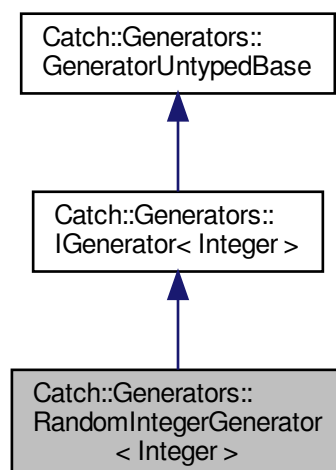 Catch::Generators::
GeneratorUntypedBase
Catch::Generators::
IGenerator< Integer >
Catch::Generators::
RandomIntegerGenerator
< Integer >